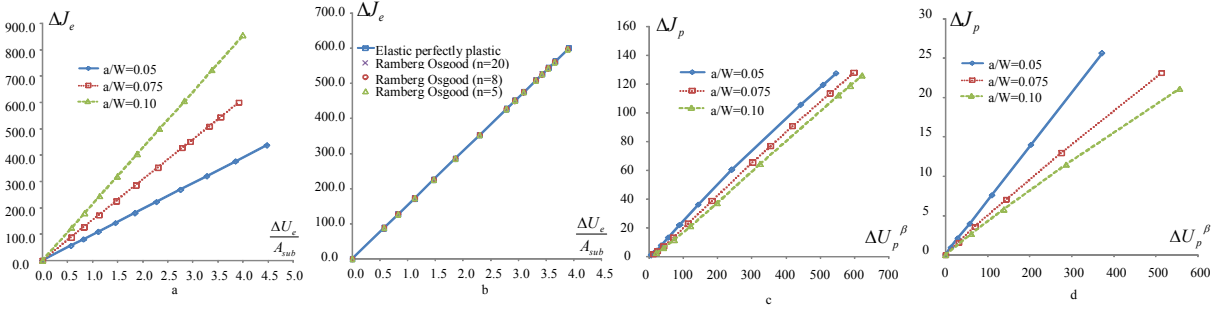 ΔJₑ
900.0
800.0
700.0
600.0
500.0
400.0
300.0
200.0
100.0
0.0
a/W=0.05
a/W=0.075
a/W=0.10
0.0 0.5 1.0 1.5 2.0 2.5 3.0 3.5 4.0 4.5 5.0
ΔUₑ
A_sub
a
ΔJₑ
700.0
600.0
500.0
400.0
300.0
200.0
100.0
0.0
Elastic perfectly plastic
Ramberg Osgood (n=20)
Ramberg Osgood (n=8)
Ramberg Osgood (n=5)
0.0 0.5 1.0 1.5 2.0 2.5 3.0 3.5 4.0 4.5
ΔUₑ
A_sub
b
ΔJₚ
160
140
120
100
80
60
40
20
0
a/W=0.05
a/W=0.075
a/W=0.10
0 100 200 300 400 500 600 700
ΔUₚ^β
c
ΔJₚ
30
25
20
15
10
5
0
a/W=0.05
a/W=0.075
a/W=0.10
0 100 200 300 400 500 600
ΔUₚ^β
d